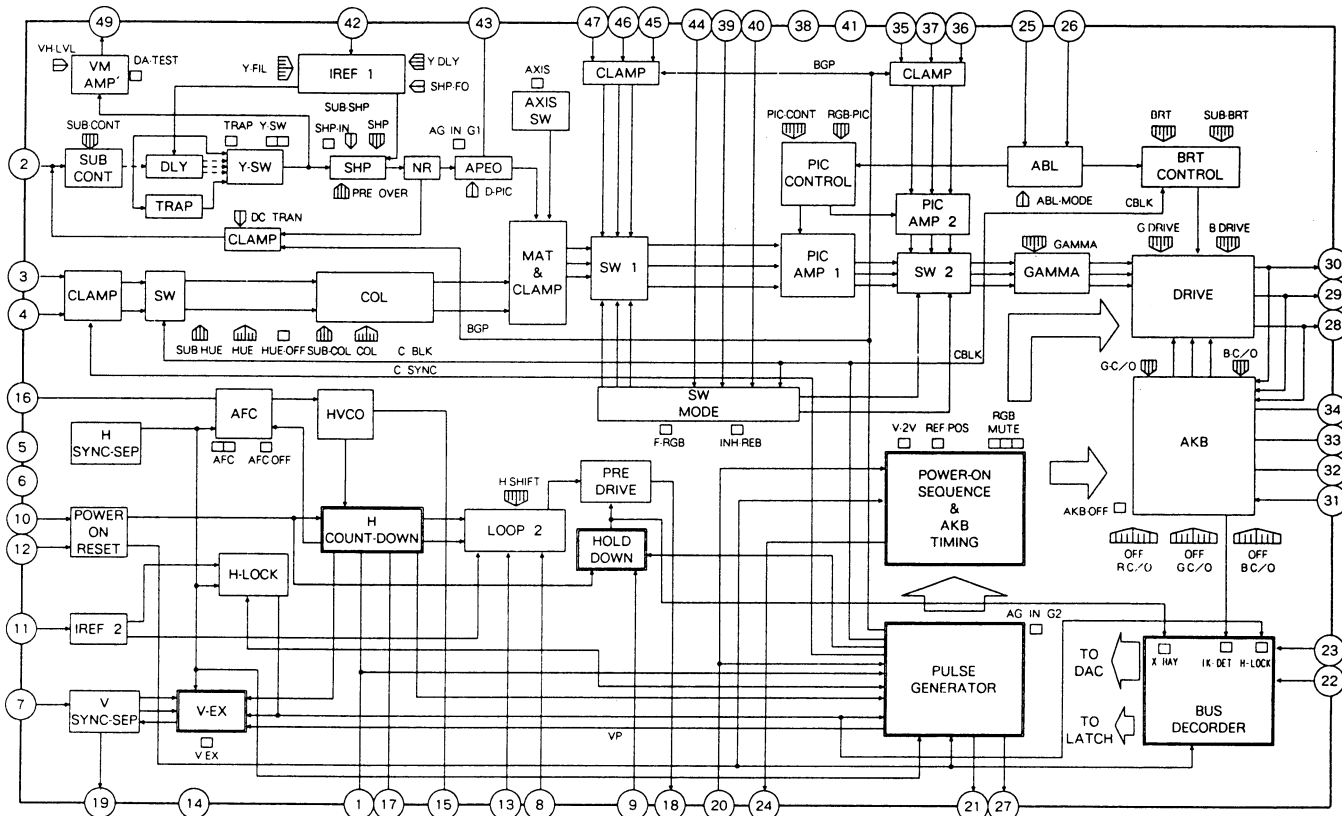 49 42 43 47 46 45 44 39 40 38 41 35 37 36 25 26
VH-LVL
VM
AMP'
DA-TEST
Y-FIL
IREF 1
Y DLY
SHP-FO
SUB-SHP
AXIS
AXIS
SW
CLAMP
BGP
CLAMP
PIC-CONT
RGB-PIC
BRT
SUB-BRT
SUB-CONT
TRAP
Y-SW
SHP-IN
SHP
AG IN G1
2
SUB
CONT
DLY
Y-SW
SHP
NR
APEO
PRE OVER
D-PIC
TRAP
DC TRAN
CLAMP
PIC
CONTROL
ABL
ABL-MODE
BRT
CONTROL
CBLK
PIC
AMP 2
G DRIVE
B DRIVE
MAT
&
CLAMP
SW 1
PIC
AMP 1
SW 2
GAMMA
GAMMA
DRIVE
30
29
28
3
4
CLAMP
SW
COL
BGP
SUB-HUE
HUE
HUE-OFF
SUB-COL
COL
C BLK
C SYNC
CBLK
G-C/O
B-C/O
SW
MODE
F-RGB
INH-REB
16
5
6
AFC
HVCO
H
SYNC-SEP
AFC
AFC-OFF
V-2V
REF POS
RGB
MUTE
POWER-ON
SEQUENCE
&
AKB
TIMING
AKB
34
33
32
31
AKB-OFF
OFF
R C/O
OFF
G C/O
OFF
B C/O
H SHIFT
PRE
DRIVE
10
12
POWER
ON
RESET
H
COUNT-DOWN
LOOP 2
HOLD
DOWN
H-LOCK
11
IREF 2
AG IN G2
PULSE
GENERATOR
TO
DAC
TO
LATCH
X RAY
IK-DET
H-LOCK
BUS
DECORDER
23
22
7
V
SYNC-SEP
V-EX
V EX
VP
19 14 1 17 15 13 8 9 18 20 24 21 27